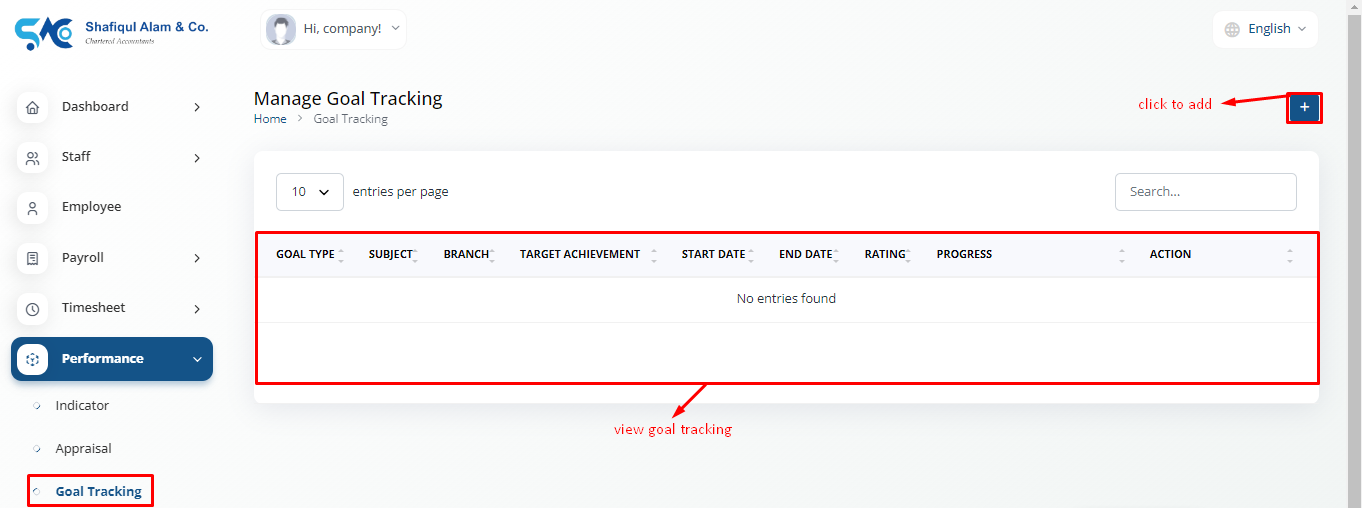 Shafiqul Alam & Co.
Chartered Accountants
Hi, company!
English
Dashboard
Staff
Employee
Payroll
Timesheet
Performance
Indicator
Appraisal
Goal Tracking
Manage Goal Tracking
Home > Goal Tracking
click to add
+
10 entries per page
Search...
GOAL TYPE SUBJECT BRANCH TARGET ACHIEVEMENT START DATE END DATE RATING PROGRESS ACTION
No entries found
view goal tracking